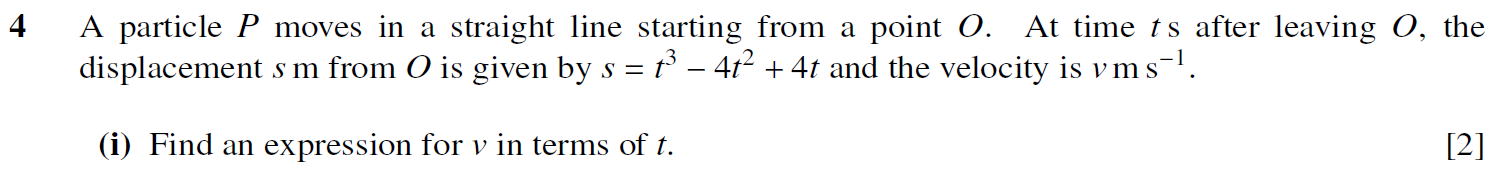 4 A particle P moves in a straight line starting from a point O. At time t s after leaving O, the
displacement s m from O is given by s = t³ – 4t² + 4t and the velocity is v m s⁻¹.
(i) Find an expression for v in terms of t. [2]